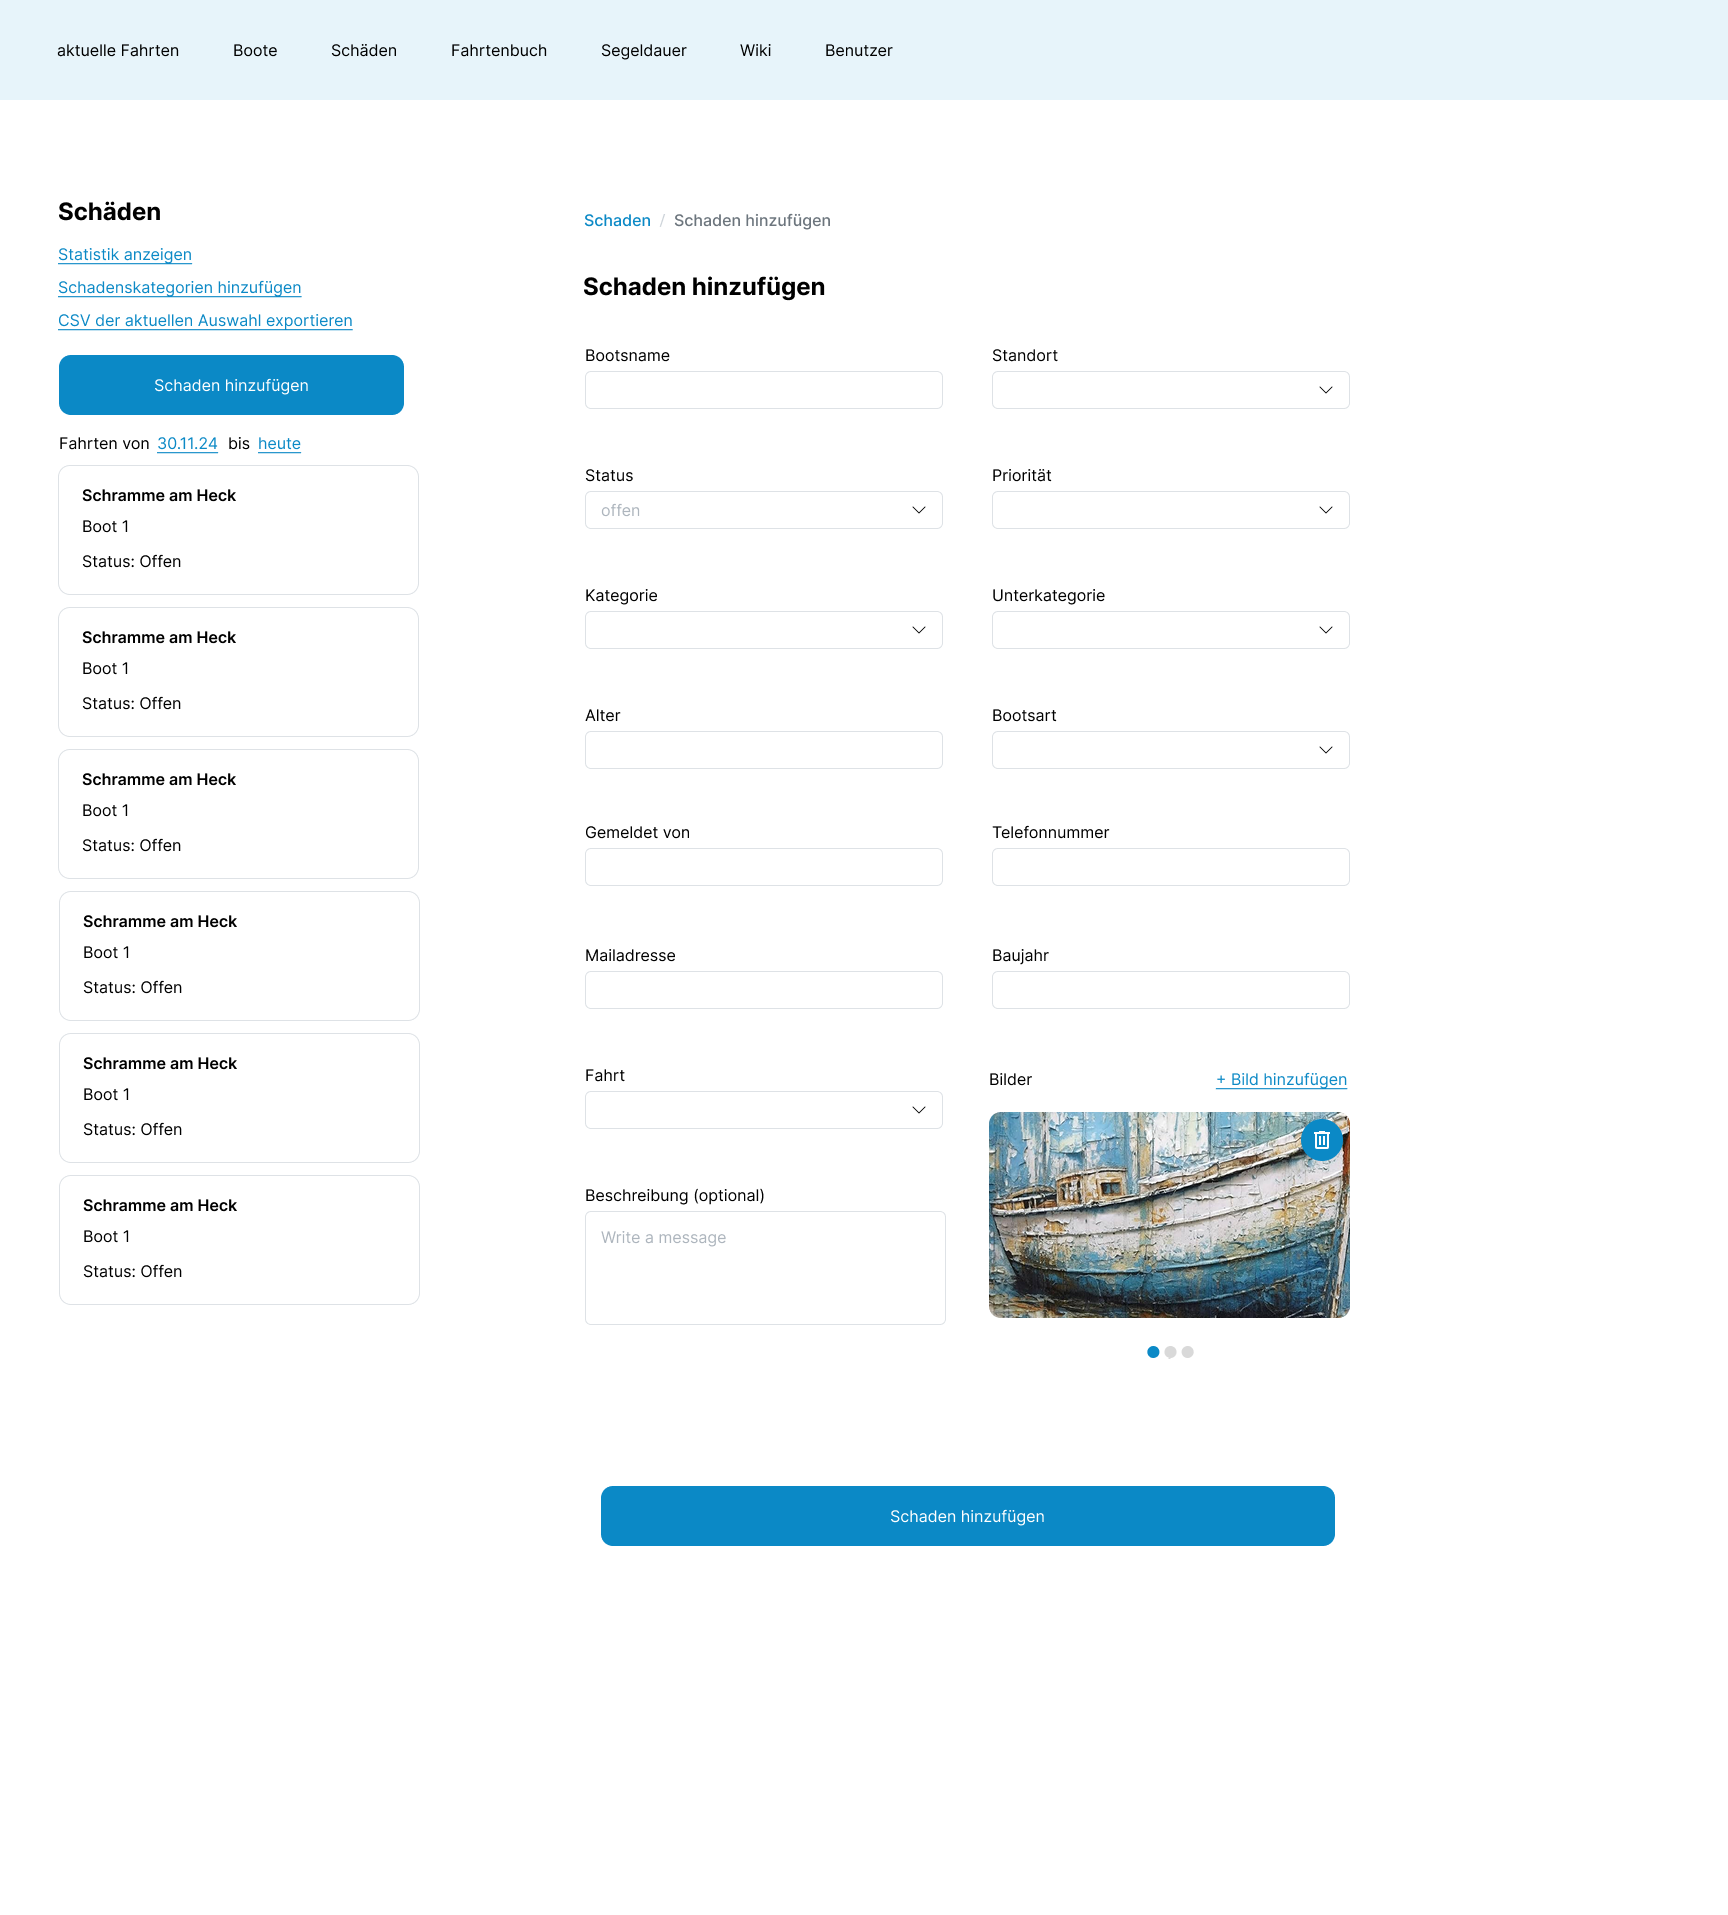 aktuelle Fahrten Boote Schäden Fahrtenbuch Segeldauer Wiki Benutzer
Schäden
Statistik anzeigen
Schadenskategorien hinzufügen
CSV der aktuellen Auswahl exportieren
Schaden hinzufügen
Fahrten von 30.11.24 bis heute
Schramme am Heck
Boot 1
Status: Offen
Schramme am Heck
Boot 1
Status: Offen
Schramme am Heck
Boot 1
Status: Offen
Schramme am Heck
Boot 1
Status: Offen
Schramme am Heck
Boot 1
Status: Offen
Schramme am Heck
Boot 1
Status: Offen
Schaden / Schaden hinzufügen
Schaden hinzufügen
Bootsname
Standort
Status
offen
Priorität
Kategorie
Unterkategorie
Alter
Bootsart
Gemeldet von
Telefonnummer
Mailadresse
Baujahr
Fahrt
Bilder
+ Bild hinzufügen
Beschreibung (optional)
Write a message
Schaden hinzufügen